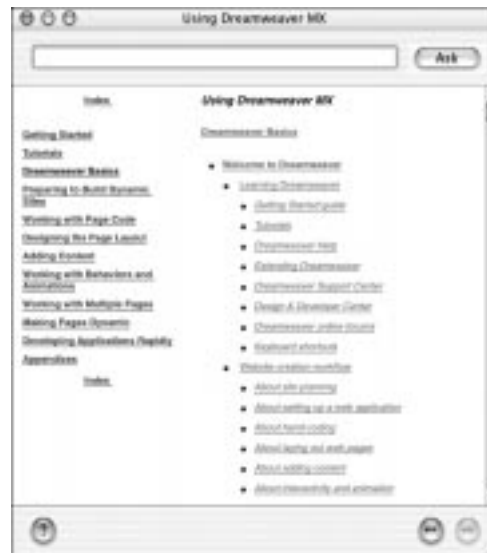 Using Dreamweaver MX
Ask
Index
Getting Started
Tutorials
Dreamweaver Basics
Preparing to Build Dynamic
Sites
Working with Page Code
Designing the Page Layout
Adding Content
Working with Behaviors and
Animations
Working with Multiple Pages
Making Pages Dynamic
Developing Applications Rapidly
Appendices
Index
Using Dreamweaver MX
Dreamweaver Basics
Welcome to Dreamweaver
Learning Dreamweaver
Getting Started guide
Tutorials
Dreamweaver Help
Extending Dreamweaver
Dreamweaver Support Center
Design & Developer Center
Dreamweaver online forums
Keyboard shortcuts
Website creation workflow
About site planning
About setting up a web application
About hand-coding
About laying out web pages
About adding content
About interactivity and animation
?